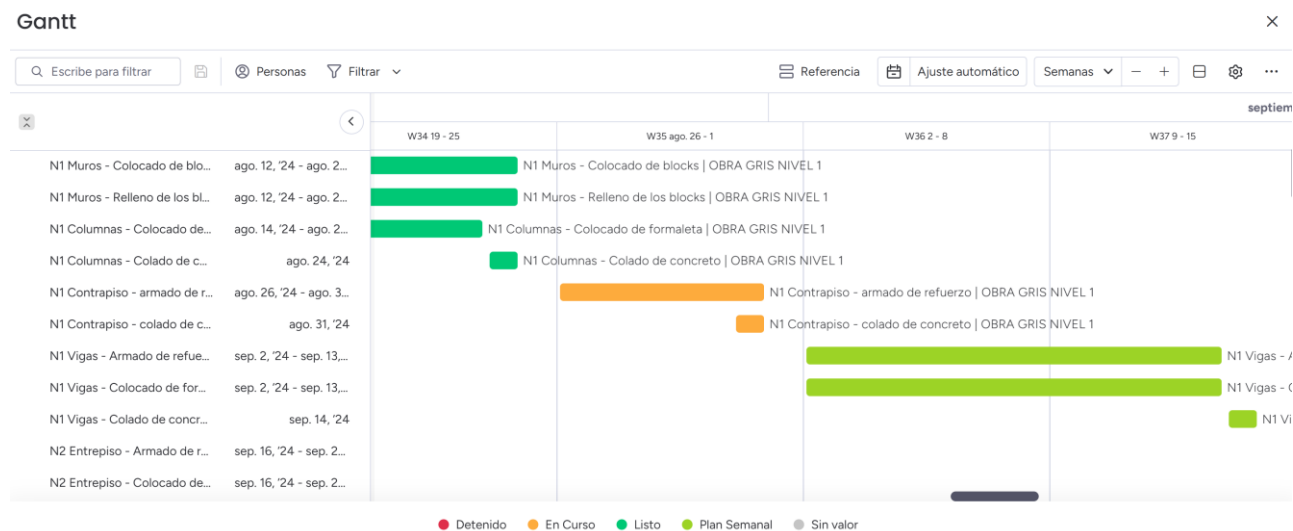 Gantt
Escribe para filtrar Personas Filtrar Referencia Ajuste automático Semanas
septiem
W34 19 - 25 W35 ago. 26 - 1 W36 2 - 8 W37 9 - 15
N1 Muros - Colocado de blo... ago. 12, '24 - ago. 2... N1 Muros - Colocado de blocks | OBRA GRIS NIVEL 1
N1 Muros - Relleno de los bl... ago. 12, '24 - ago. 2... N1 Muros - Relleno de los blocks | OBRA GRIS NIVEL 1
N1 Columnas - Colocado de... ago. 14, '24 - ago. 2... N1 Columnas - Colocado de formaleta | OBRA GRIS NIVEL 1
N1 Columnas - Colado de c... ago. 24, '24 N1 Columnas - Colado de concreto | OBRA GRIS NIVEL 1
N1 Contrapiso - armado de r... ago. 26, '24 - ago. 3... N1 Contrapiso - armado de refuerzo | OBRA GRIS NIVEL 1
N1 Contrapiso - colado de c... ago. 31, '24 N1 Contrapiso - colado de concreto | OBRA GRIS NIVEL 1
N1 Vigas - Armado de refue... sep. 2, '24 - sep. 13,... N1 Vigas - A
N1 Vigas - Colocado de for... sep. 2, '24 - sep. 13,... N1 Vigas - C
N1 Vigas - Colado de concr... sep. 14, '24 N1 Vi
N2 Entrepiso - Armado de r... sep. 16, '24 - sep. 2...
N2 Entrepiso - Colocado de... sep. 16, '24 - sep. 2...
Detenido En Curso Listo Plan Semanal Sin valor